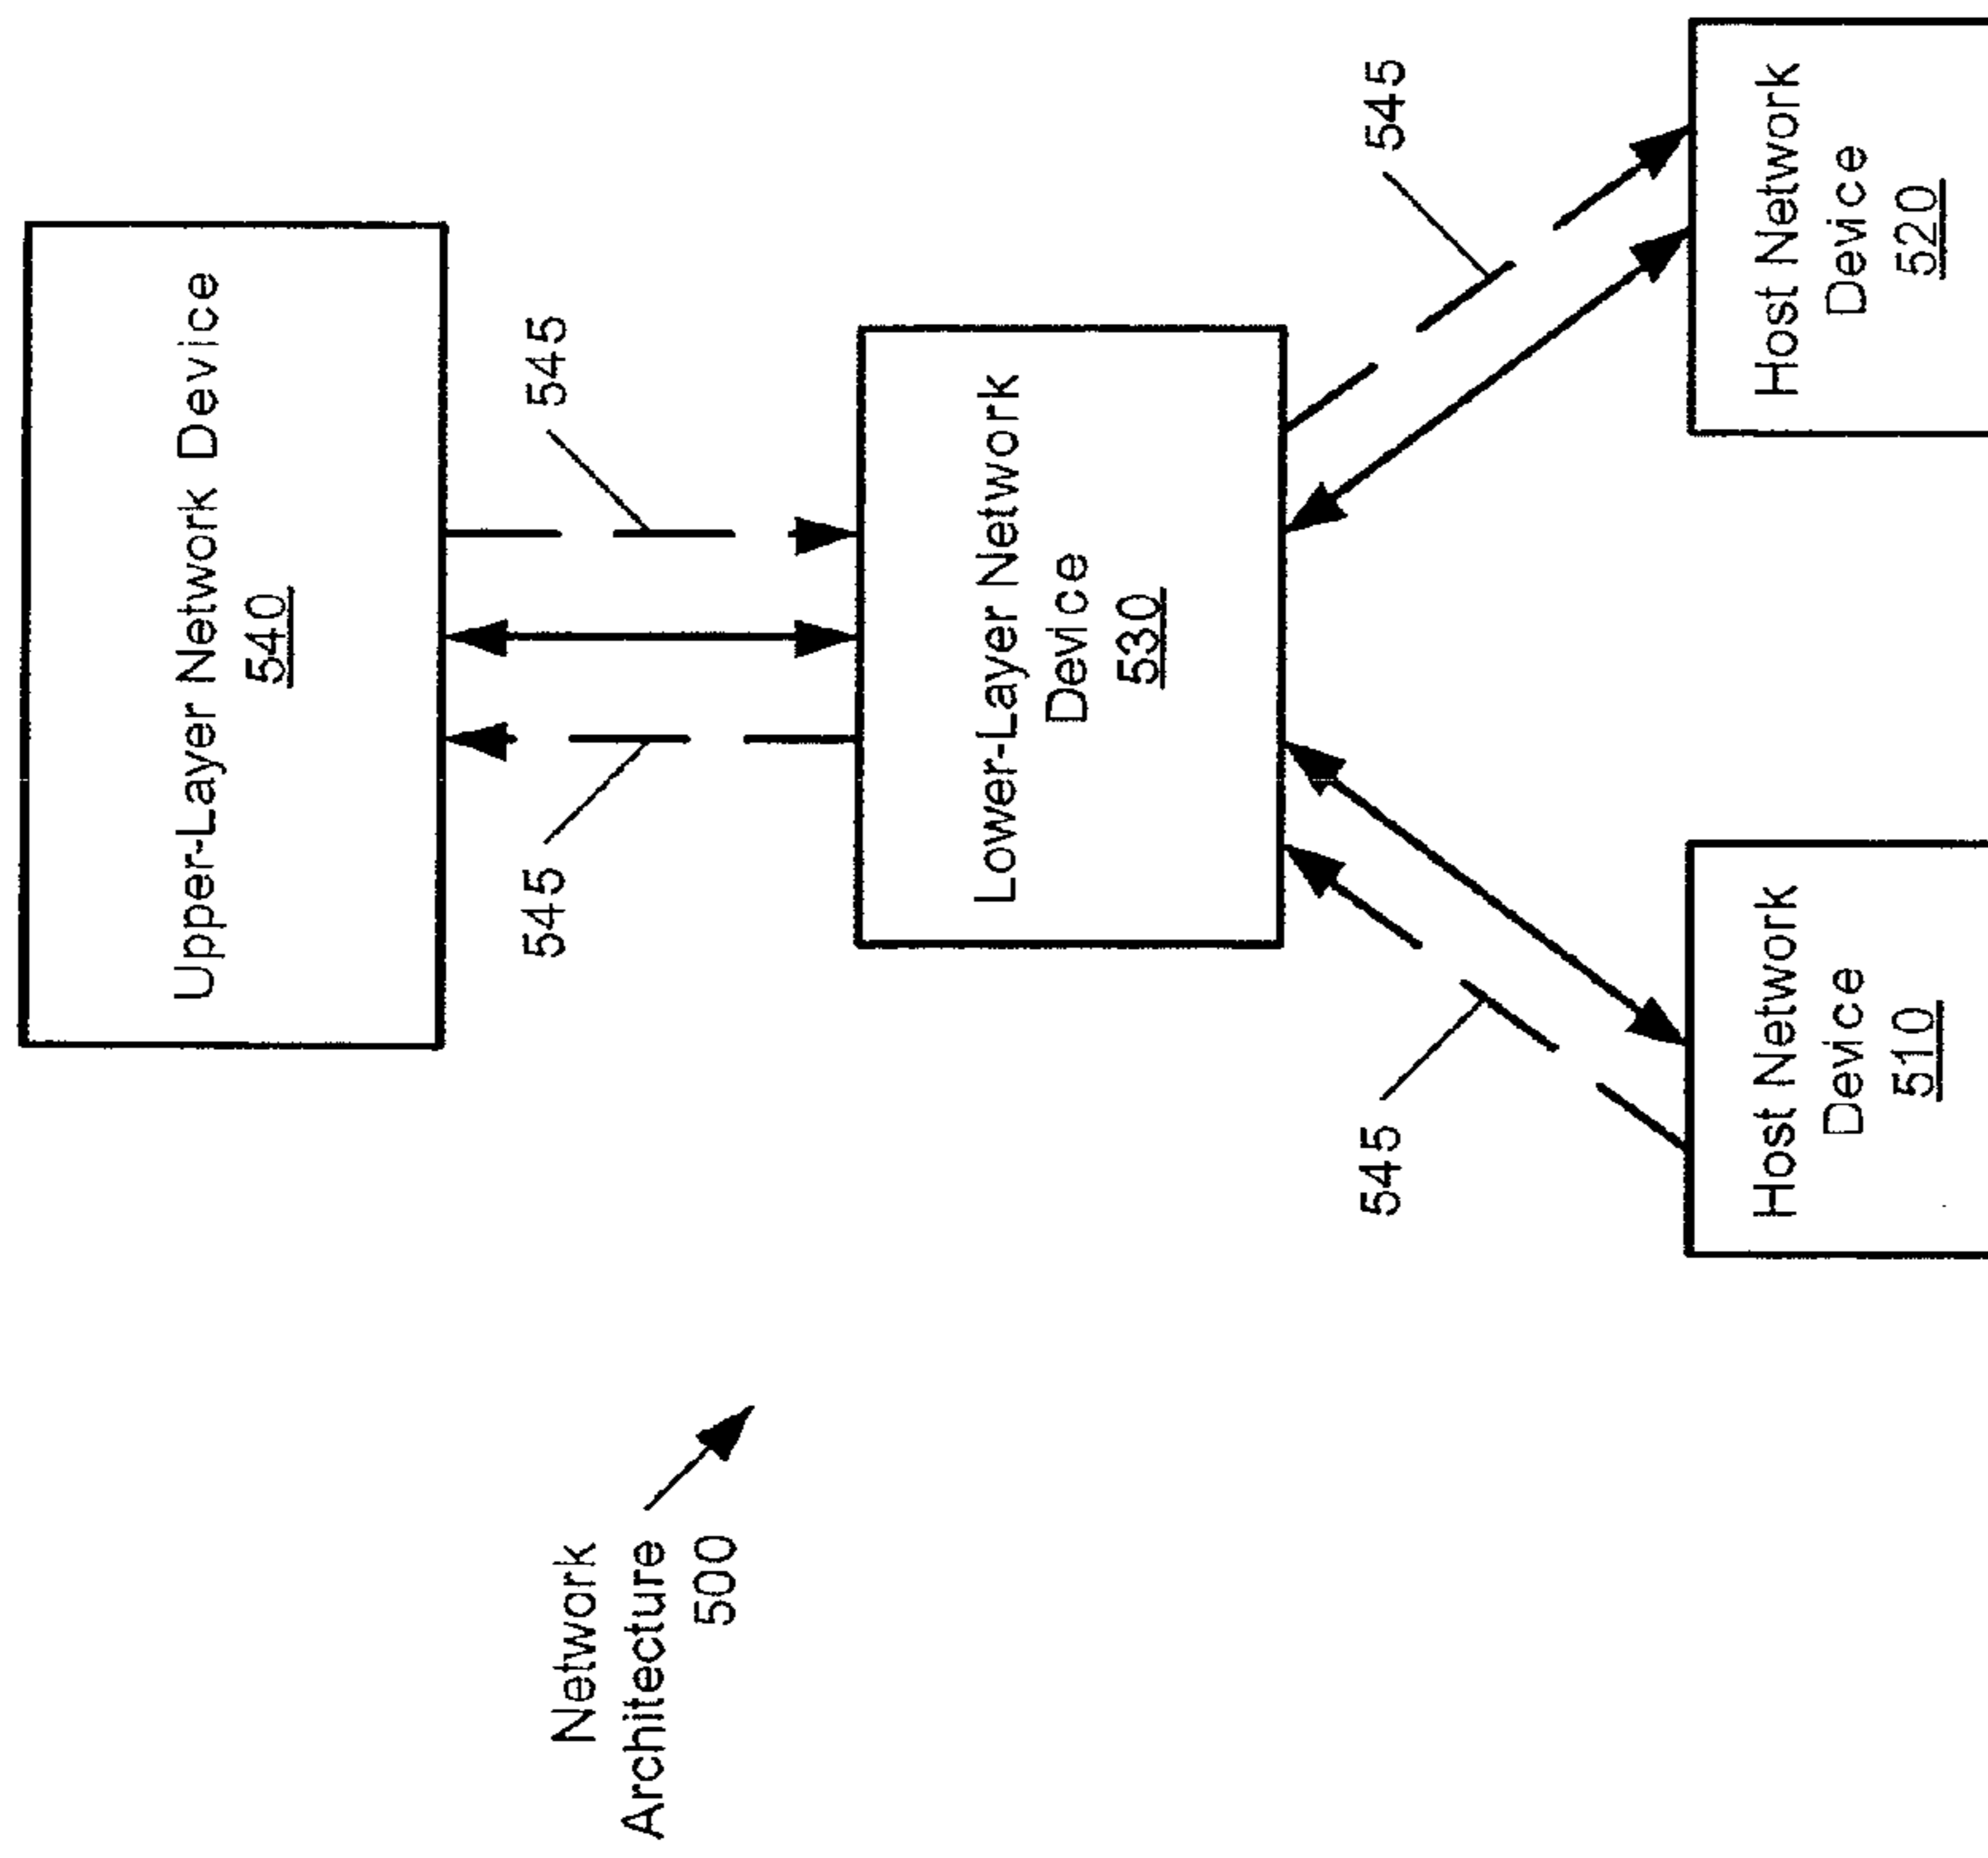 Upper-Layer Network Device
540
545
545
Lower-Layer Network
Device
530
545
545
Host Network
Device
510
Host Network
Device
520
Network
Architecture
500